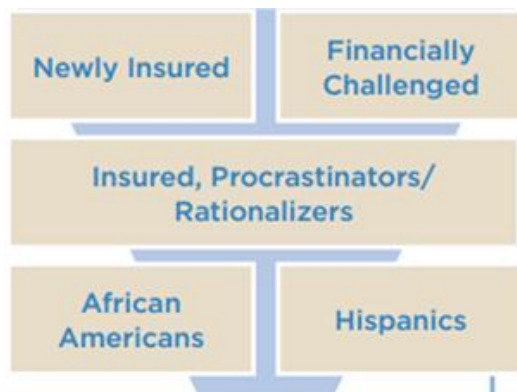 Newly Insured
Financially
Challenged
Insured, Procrastinators/
Rationalizers
African
Americans
Hispanics